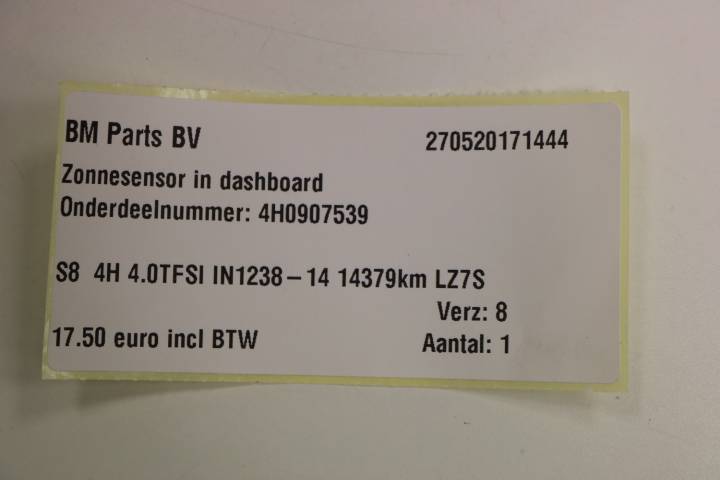 BM Parts BV 270520171444
Zonnesensor in dashboard
Onderdeelnummer: 4H0907539
S8 4H 4.0TFSI IN1238-14 14379km LZ7S
Verz: 8
17.50 euro incl BTW Aantal: 1